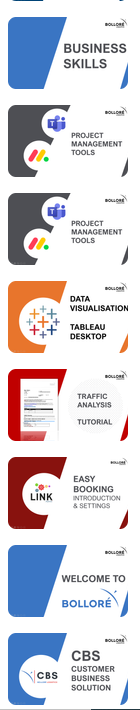 BOLLORÉ
BUSINESS
SKILLS
BOLLORÉ
PROJECT
MANAGEMENT
TOOLS
BOLLORÉ
PROJECT
MANAGEMENT
TOOLS
BOLLORÉ
DATA
VISUALISATION
TABLEAU
DESKTOP
BOLLORÉ
TRAFFIC
ANALYSIS
TUTORIAL
BOLLORÉ
LINK
EASY
BOOKING
INTRODUCTION
& SETTINGS
BOLLORÉ
WELCOME TO
BOLLORÉ
BOLLORÉ
CBS
CBS
CUSTOMER
BUSINESS
SOLUTION